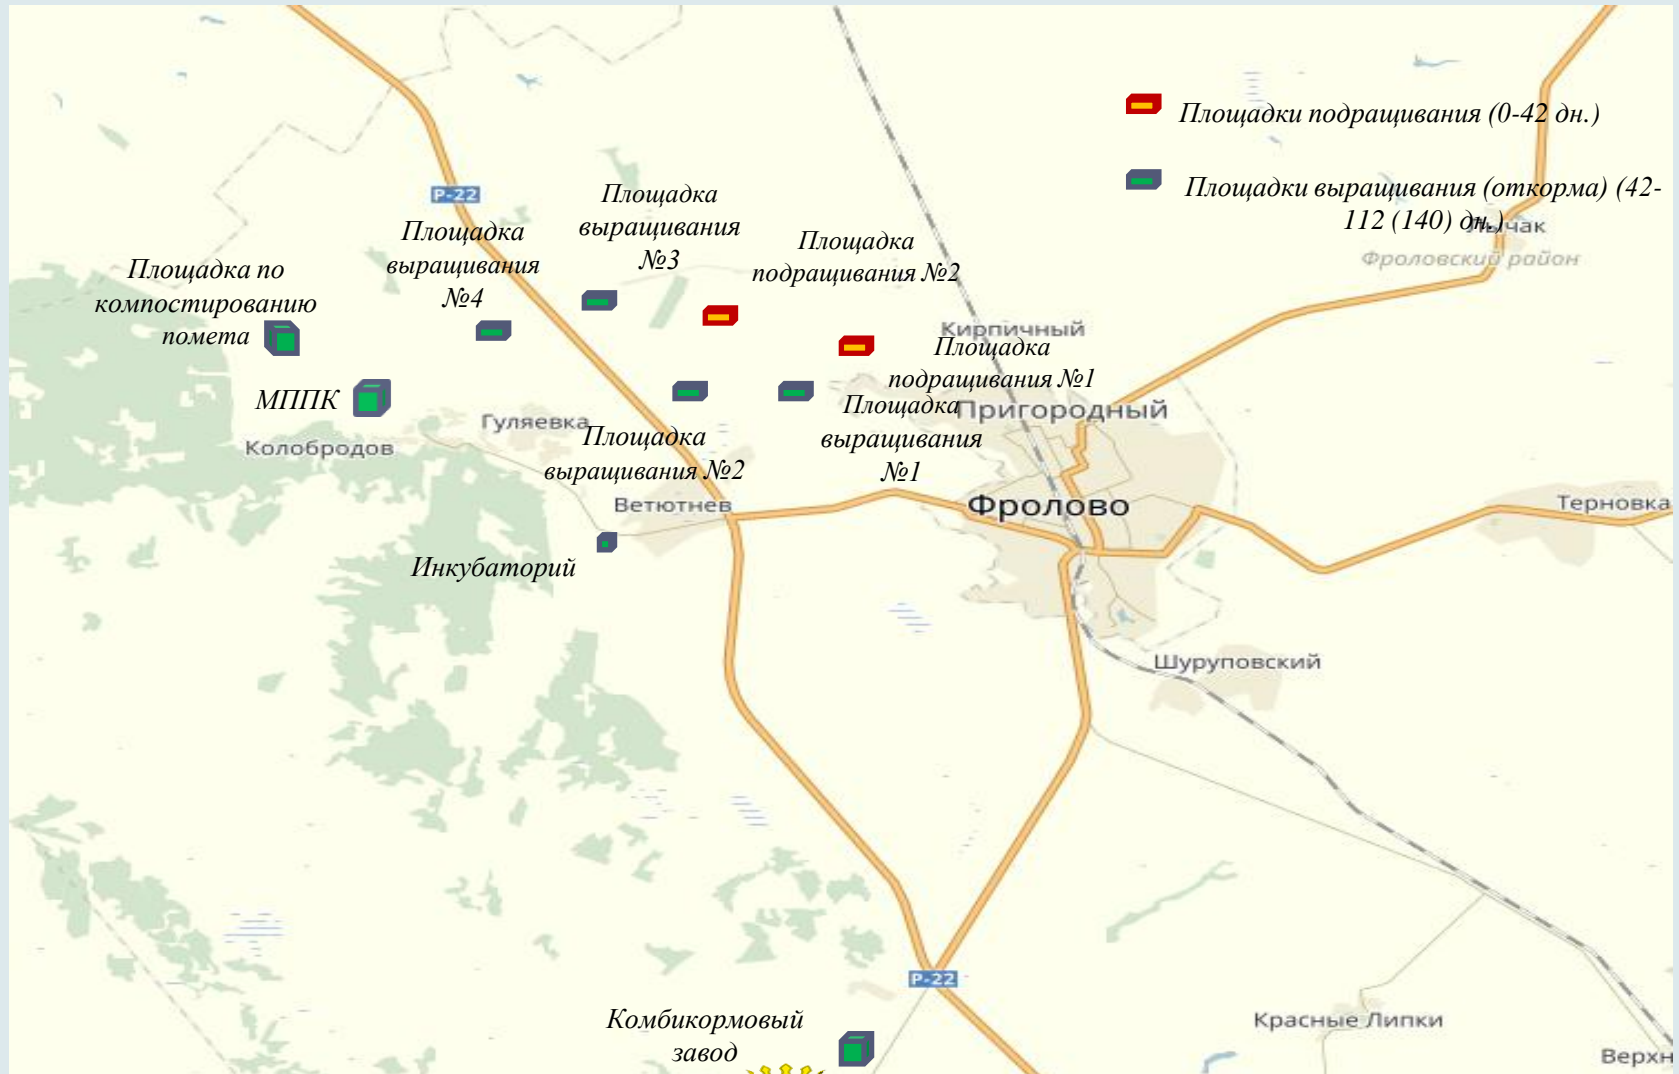 Площадки подращивания (0-42 дн.)
Площадки выращивания (откорма) (42-
112 (140) дн.)
Лычак
Фроловский район
Р-22
Площадка
выращивания
№3
Площадка
выращивания
№4
Площадка
подращивания №2
Площадка по
компостированию
помета
Кирпичный
Площадка
подращивания №1
МППК
Гуляевка
Колобродов
Площадка
выращивания №2
Площадка
выращивания
№1
Пригородный
Ветютнев
Фролово
Терновка
Инкубаторий
Шуруповский
Р-22
Комбикормовый
завод
Красные Липки
Верхн